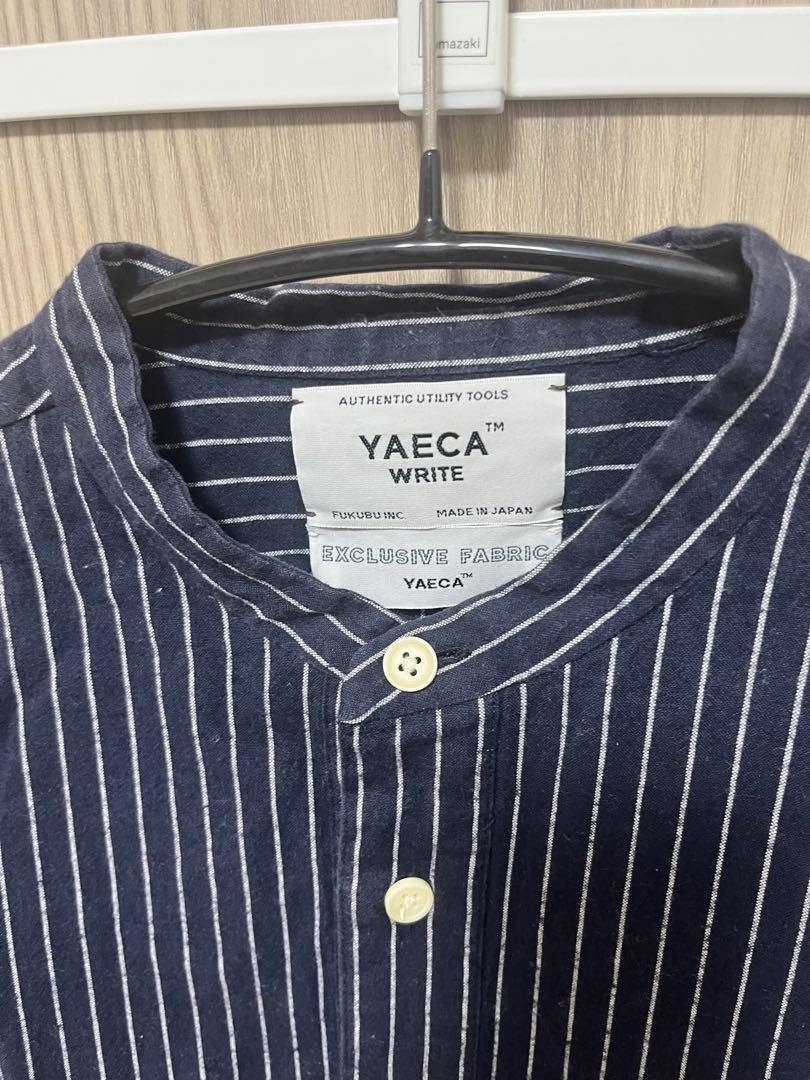 AUTHENTIC UTILITY TOOLS
YAECA™
WRITE
FUKUBU INC. MADE IN JAPAN
EXCLUSIVE FABRIC
YAECA™